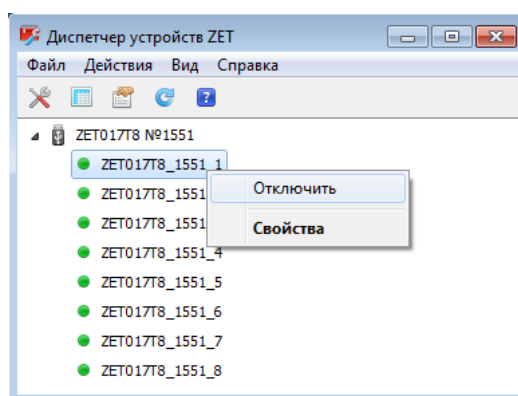 Диспетчер устройств ZET
Файл Действия Вид Справка
ZET017T8 №1551
ZET017T8_1551_1
ZET017T8_1551
Отключить
ZET017T8_1551
Свойства
ZET017T8_1551_4
ZET017T8_1551_5
ZET017T8_1551_6
ZET017T8_1551_7
ZET017T8_1551_8